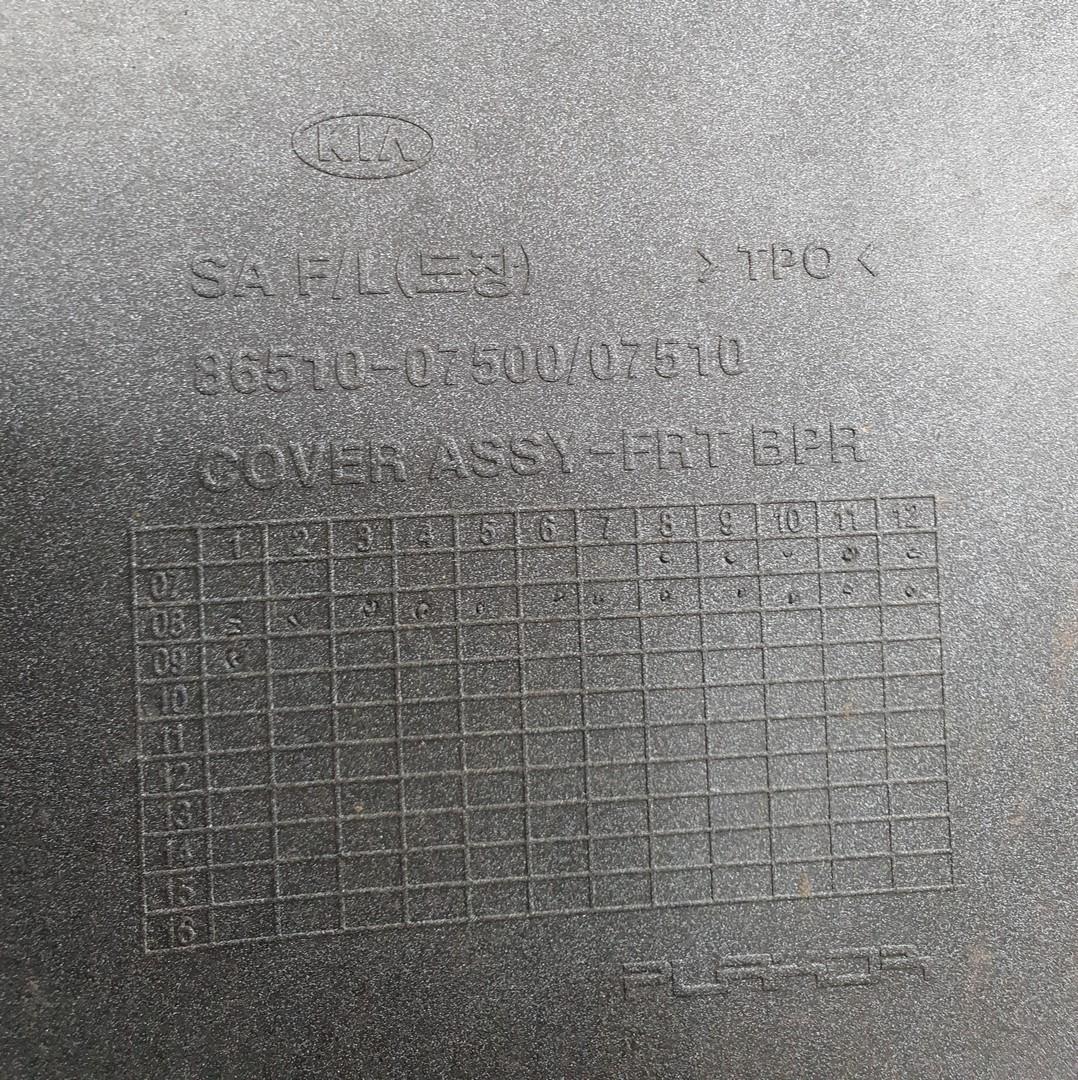 KIA
SA F/L(도장)
> TPO <
86510-07500/07510
COVER ASSY-FRT BPR
1 2 3 4 5 6 7 8 9 10 11 12
07
08
09
10
11
12
13
14
15
16
PLAKOR